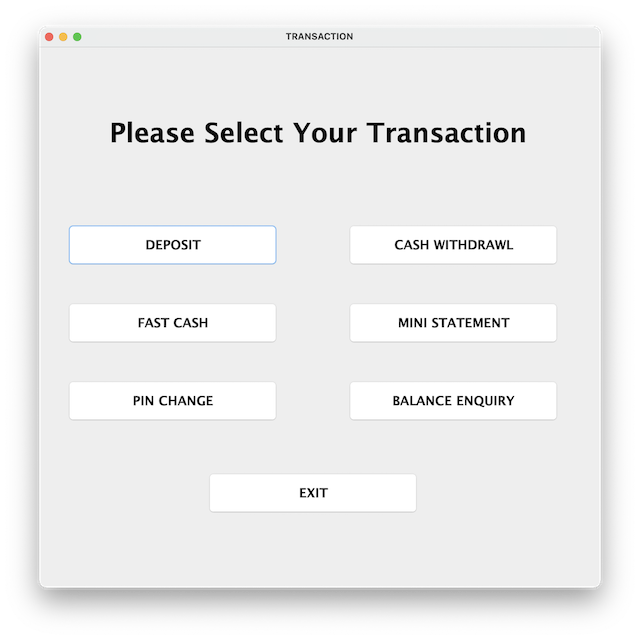 TRANSACTION
Please Select Your Transaction
DEPOSIT
CASH WITHDRAWL
FAST CASH
MINI STATEMENT
PIN CHANGE
BALANCE ENQUIRY
EXIT